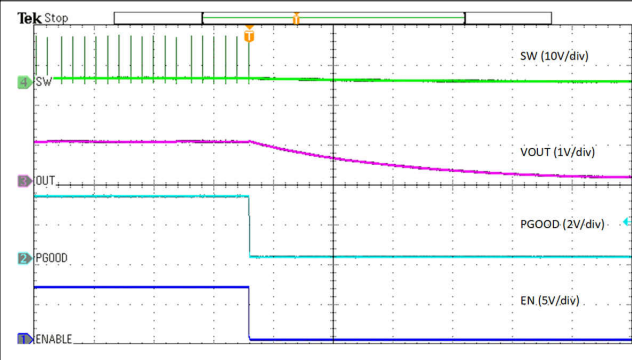 Tek Stop
T
T
SW (10V/div)
4 SW
VOUT (1V/div)
3 OUT
PGOOD (2V/div)
2 PGOOD
EN (5V/div)
1 ENABLE